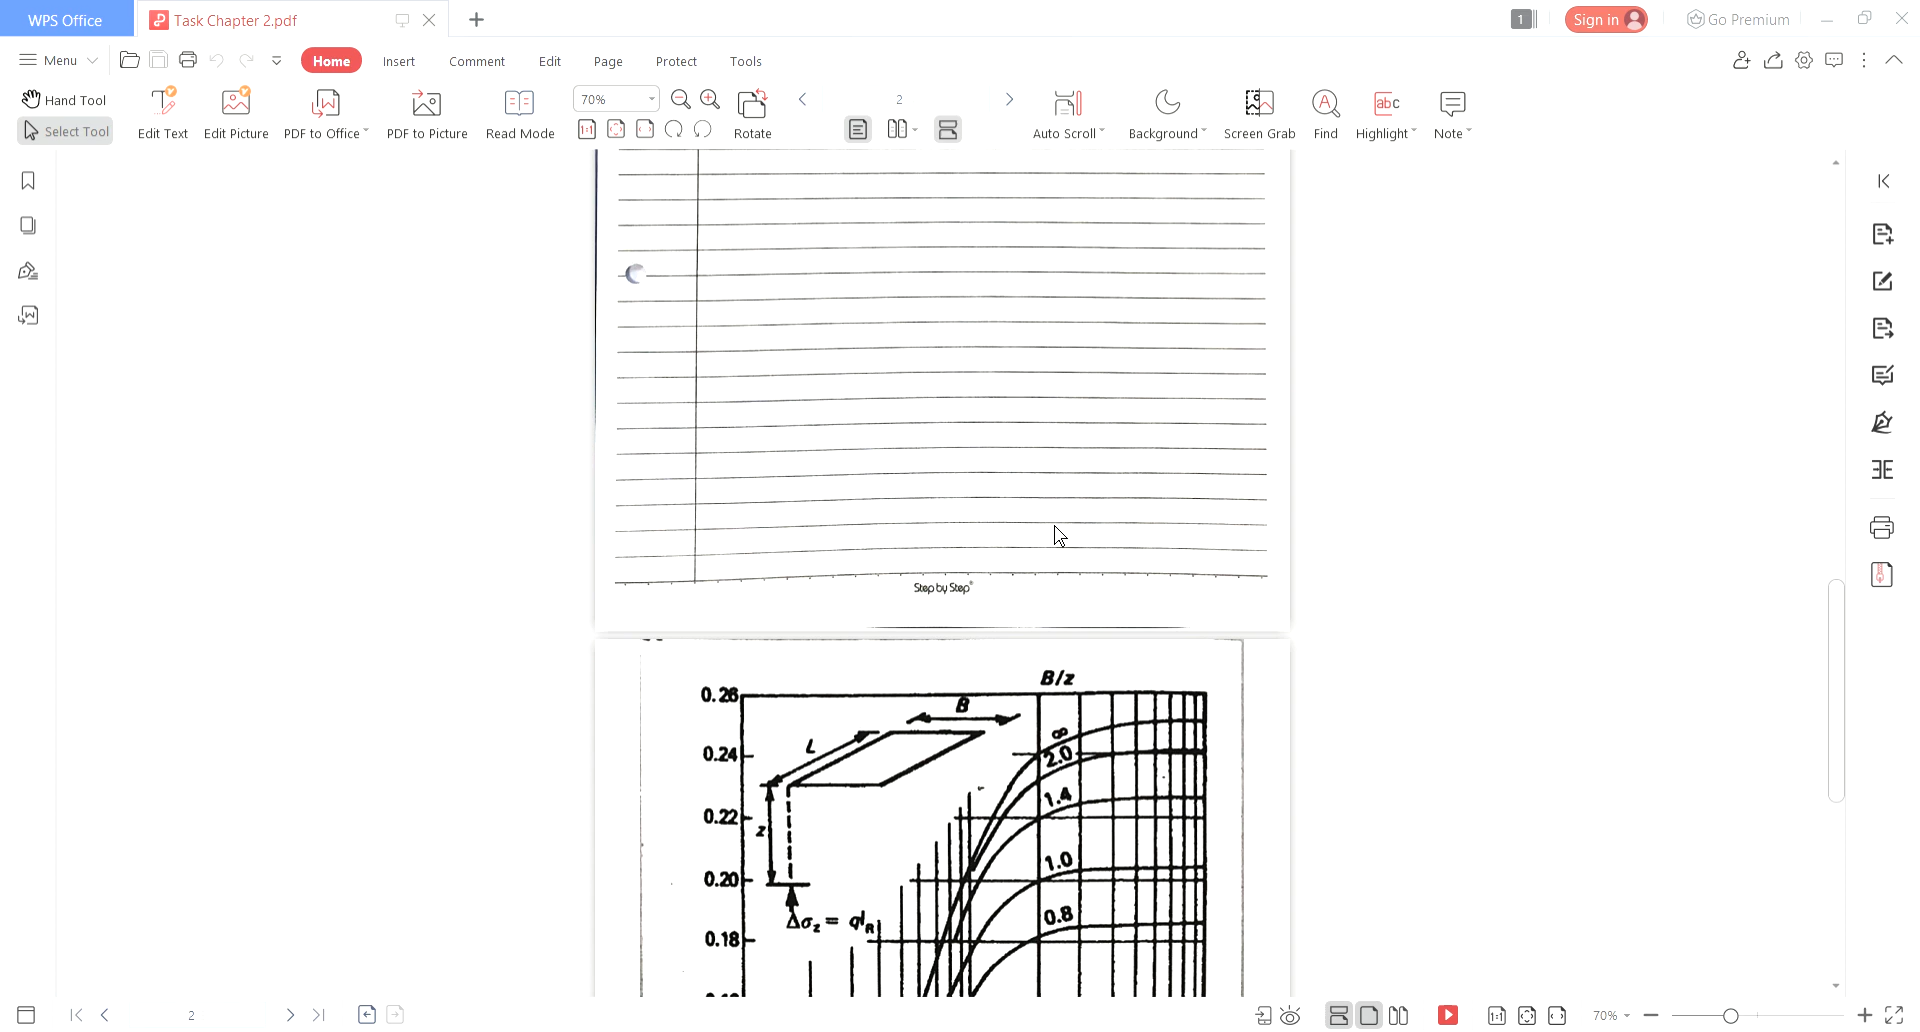 WPS Office
Task Chapter 2.pdf
1
Sign in
Go Premium
Menu
Home
Insert
Comment
Edit
Page
Protect
Tools
Hand Tool
Select Tool
Edit Text
Edit Picture
PDF to Office
PDF to Picture
Read Mode
70%
Rotate
2
Auto Scroll
Background
Screen Grab
Find
Highlight
Note
Step by Step®
B/z
0.26
B
L
∞
0.24
2.0
1.4
0.22
z
1.0
0.20
0.8
Δσz = qIR
0.18
2
70%